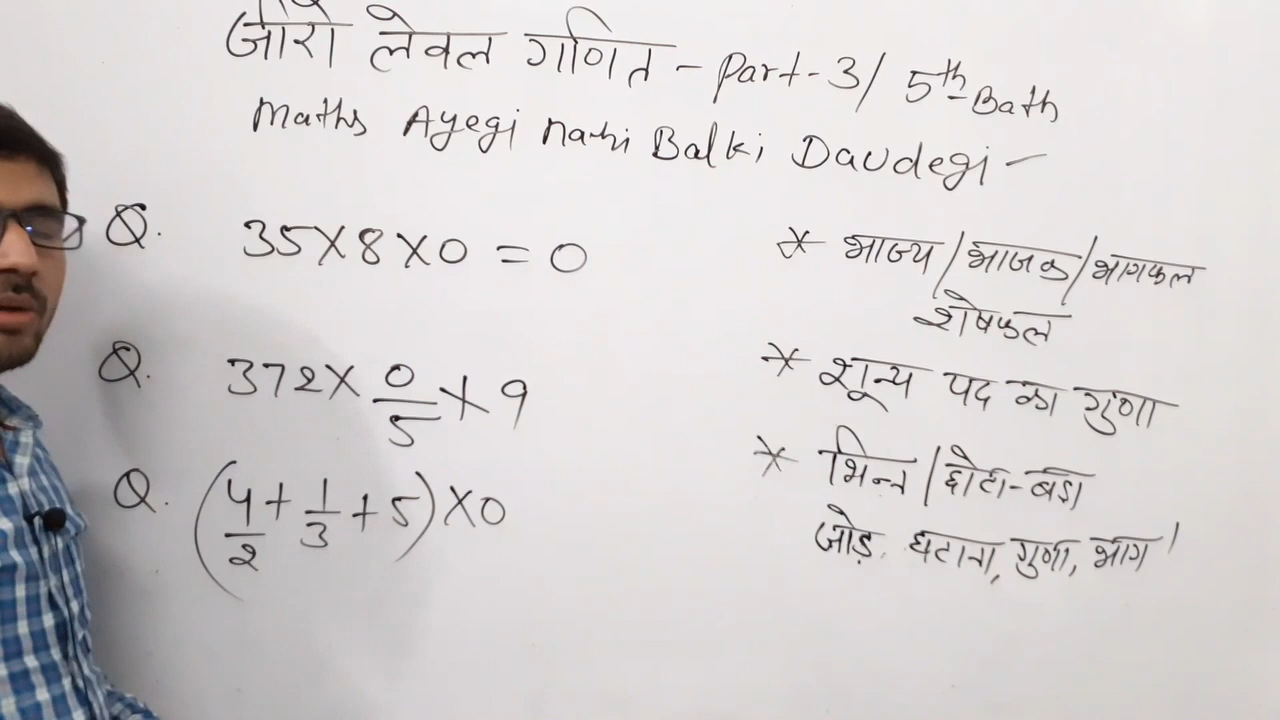 जीरो लेवल गणित - Part-3/ 5th Bath
Maths Ayegi Nahi Balki Daudegi -
Q. 35×8×0 = 0
* भाज्य/भाजक/भागफल
शेषफल
Q. 372× 0/5 ×9
* शून्य पद का गुणा
Q. (4/2 + 1/3 + 5)×0
* भिन्न/छोटा-बड़ा
जोड़, घटाना, गुणा, भाग